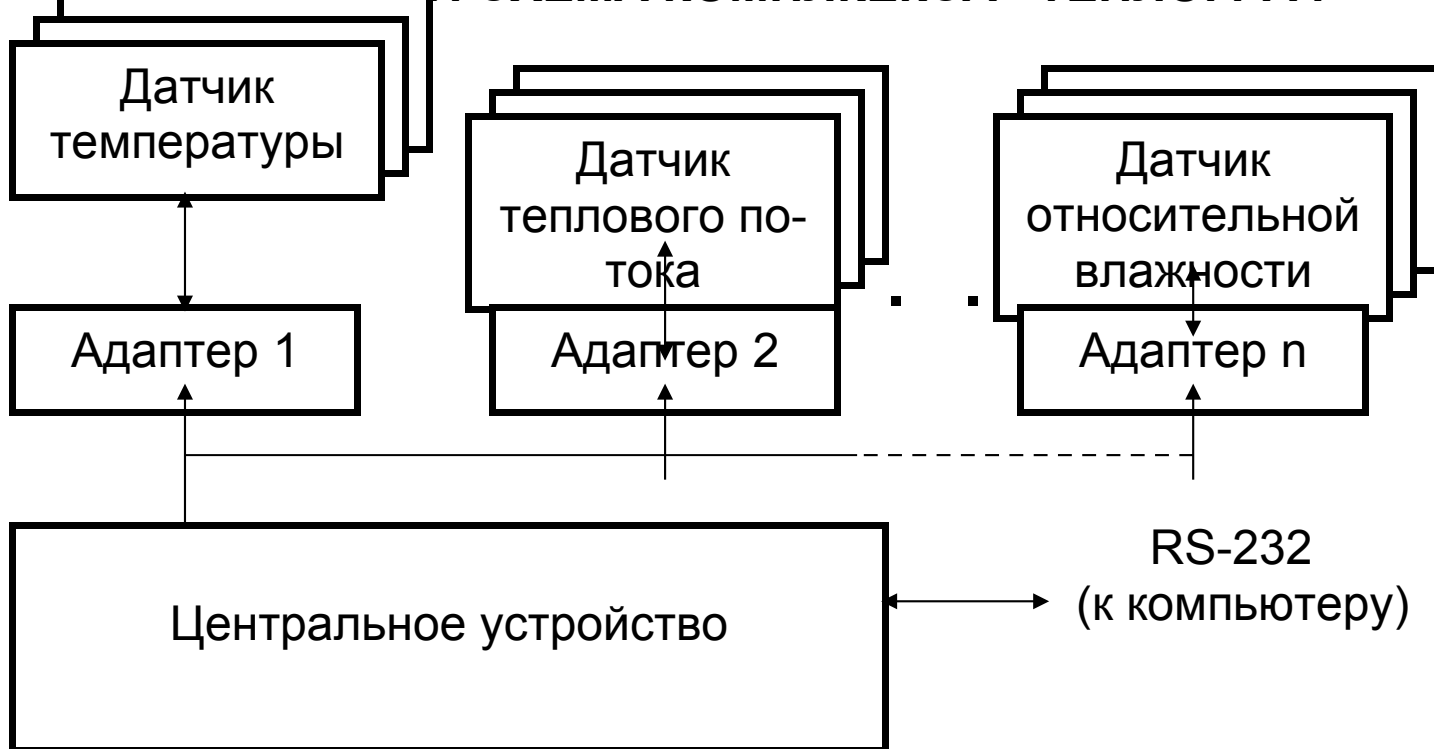 Датчик
температуры
Датчик
теплового по-
тока
Датчик
относительной
влажности
. .
Адаптер 1
Адаптер 2
Адаптер n
Центральное устройство
RS-232
(к компьютеру)